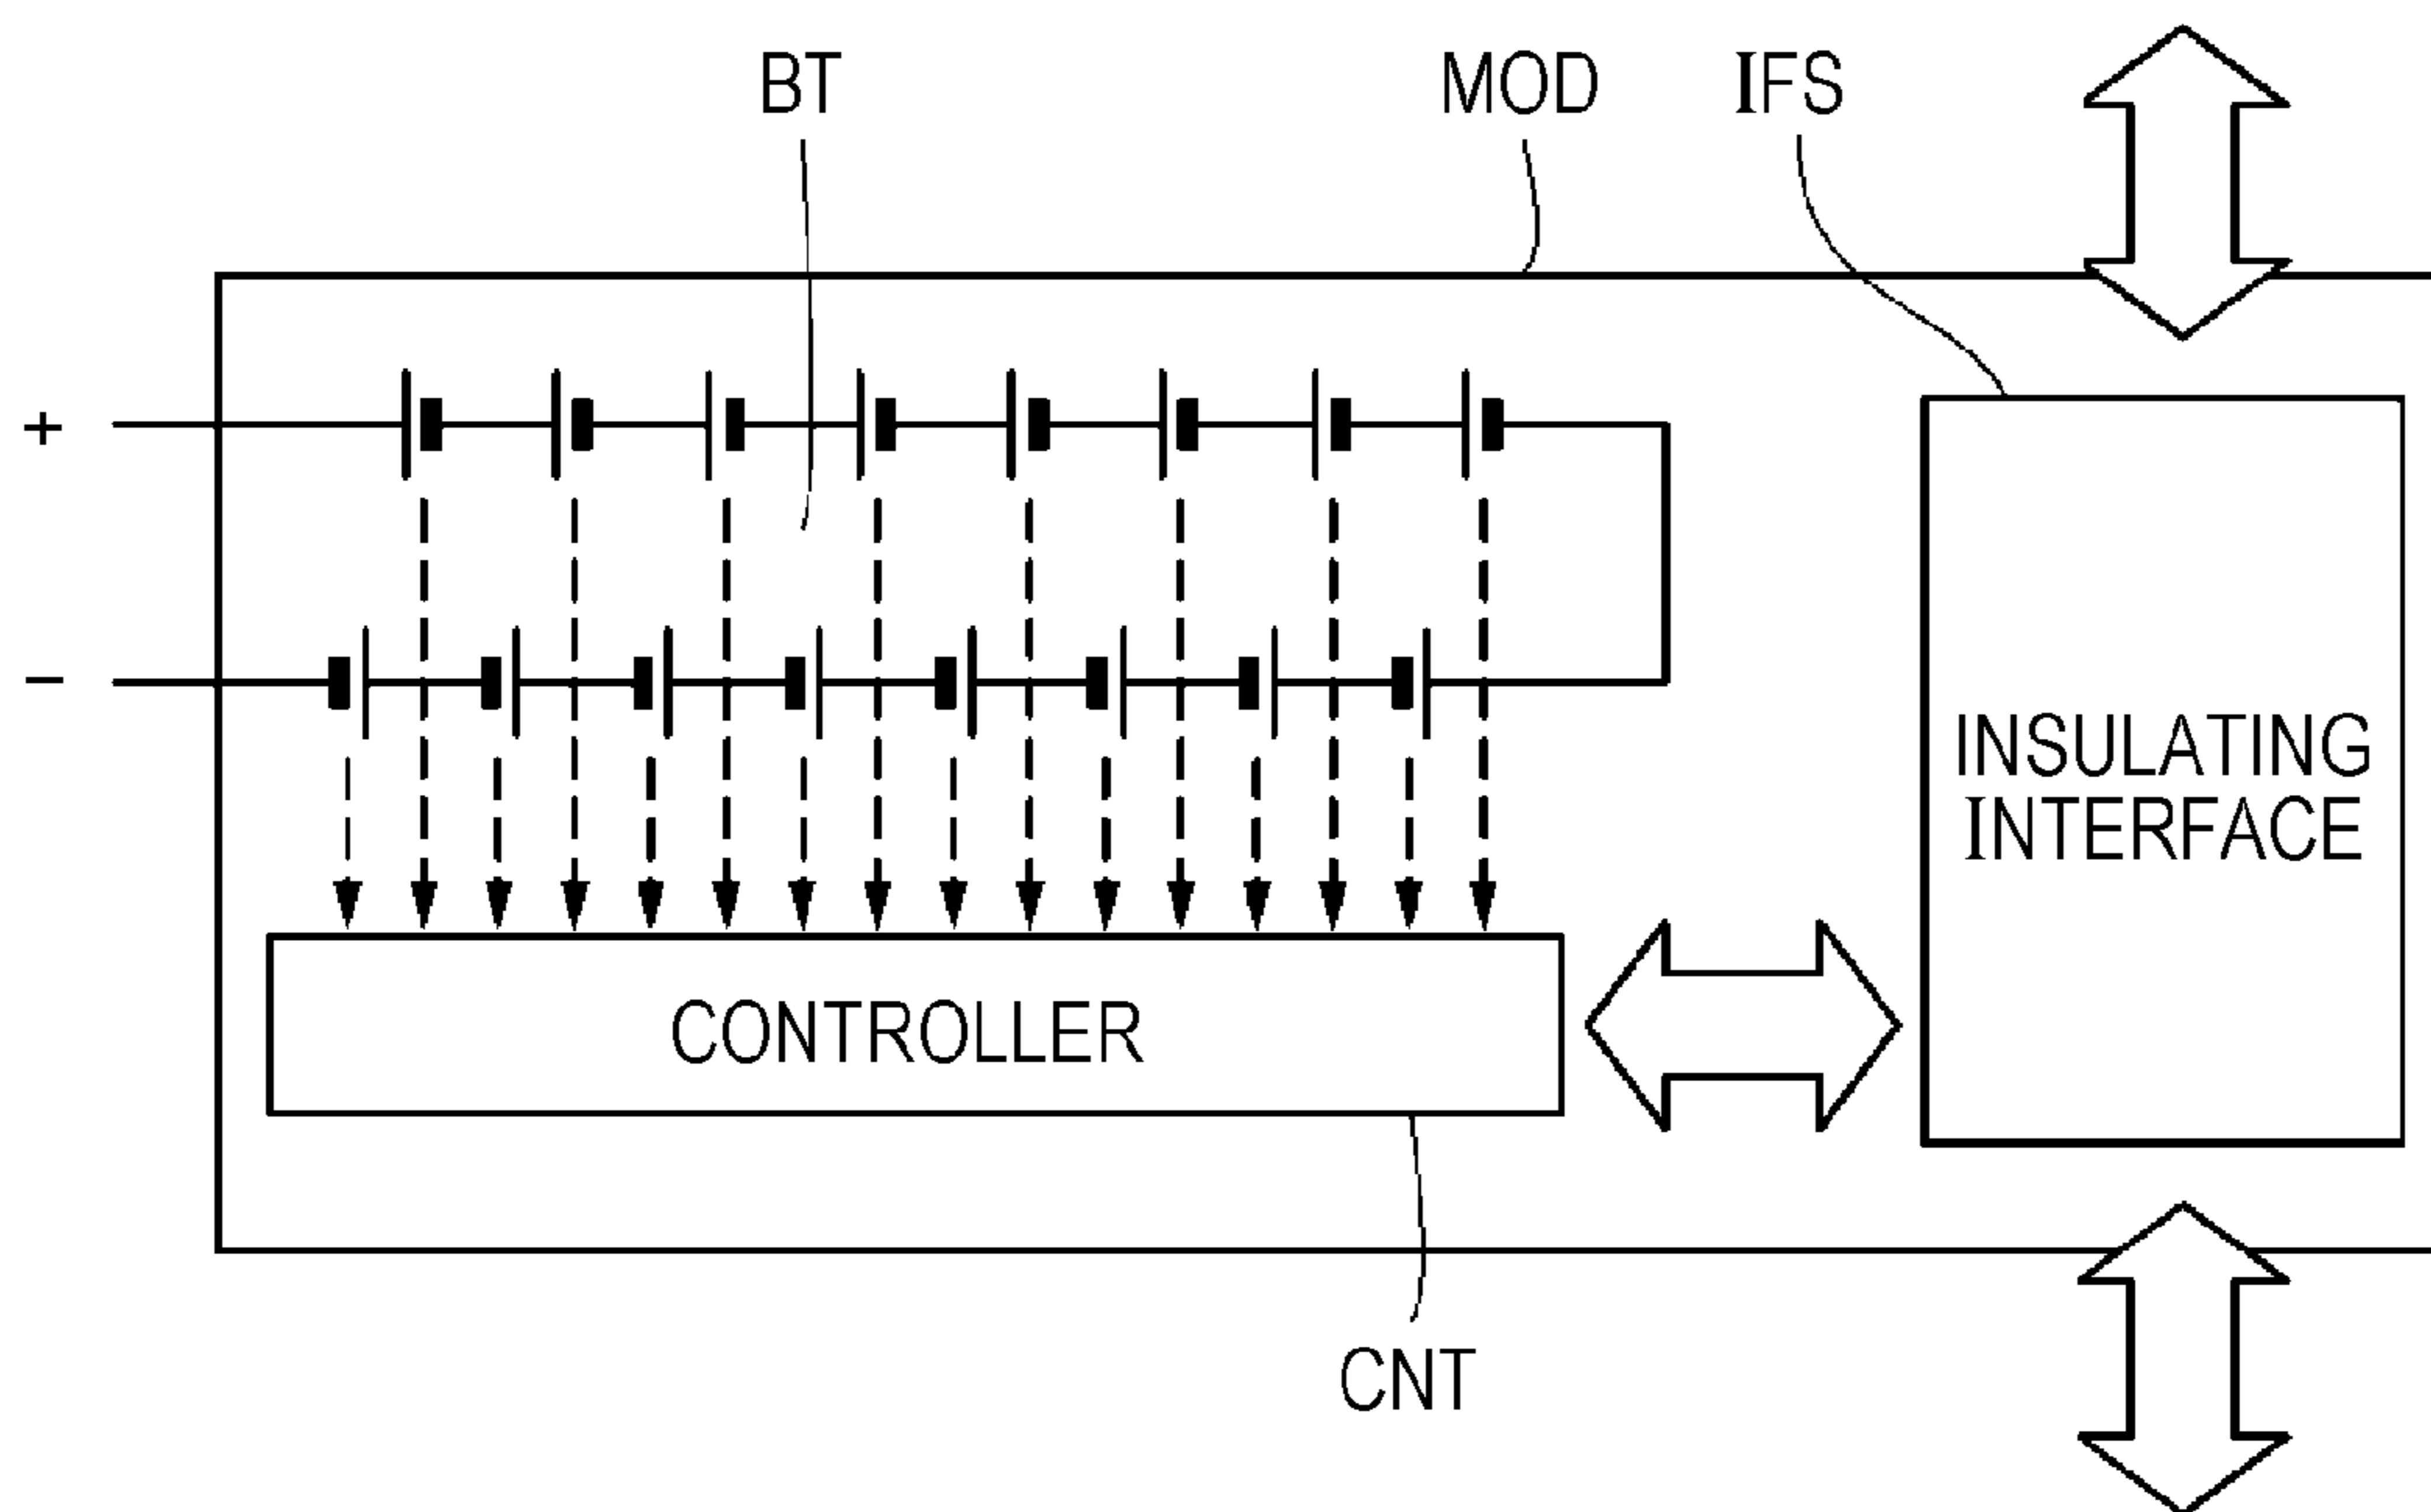 BT
MOD
IFS
+
−
INSULATING
INTERFACE
CONTROLLER
CNT